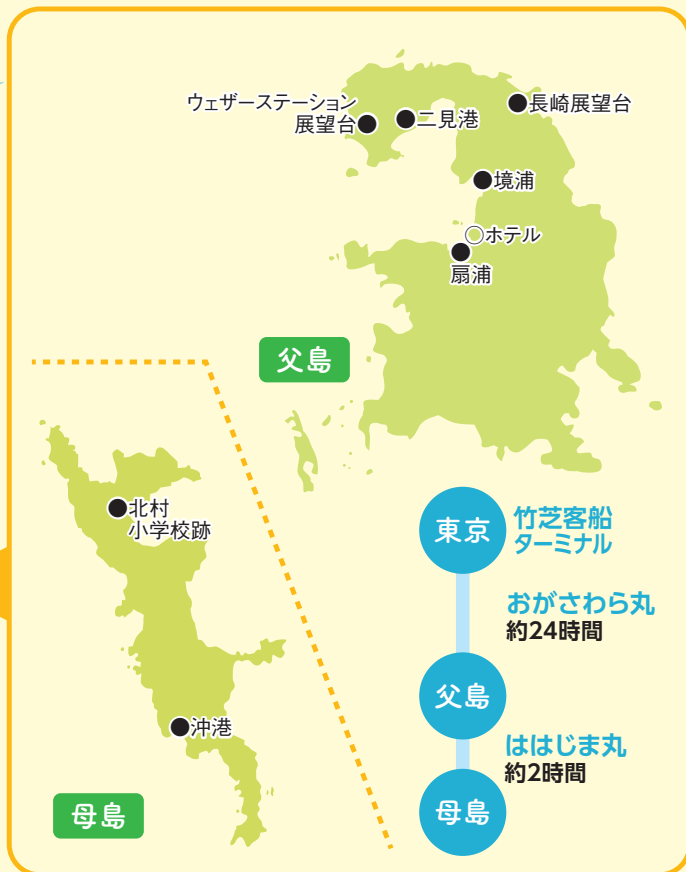 ウェザーステーション
展望台
二見港
長崎展望台
境浦
○ホテル
扇浦
父島
北村
小学校跡
沖港
母島
東京
竹芝客船
ターミナル
おがさわら丸
約24時間
父島
ははじま丸
約2時間
母島